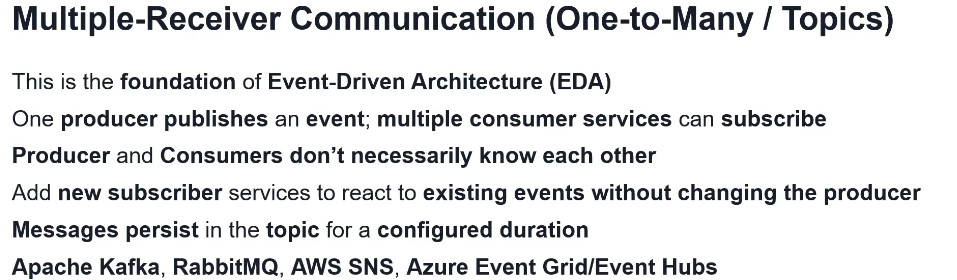 Multiple-Receiver Communication (One-to-Many / Topics)
This is the foundation of Event-Driven Architecture (EDA)
One producer publishes an event; multiple consumer services can subscribe
Producer and Consumers don’t necessarily know each other
Add new subscriber services to react to existing events without changing the producer
Messages persist in the topic for a configured duration
Apache Kafka, RabbitMQ, AWS SNS, Azure Event Grid/Event Hubs